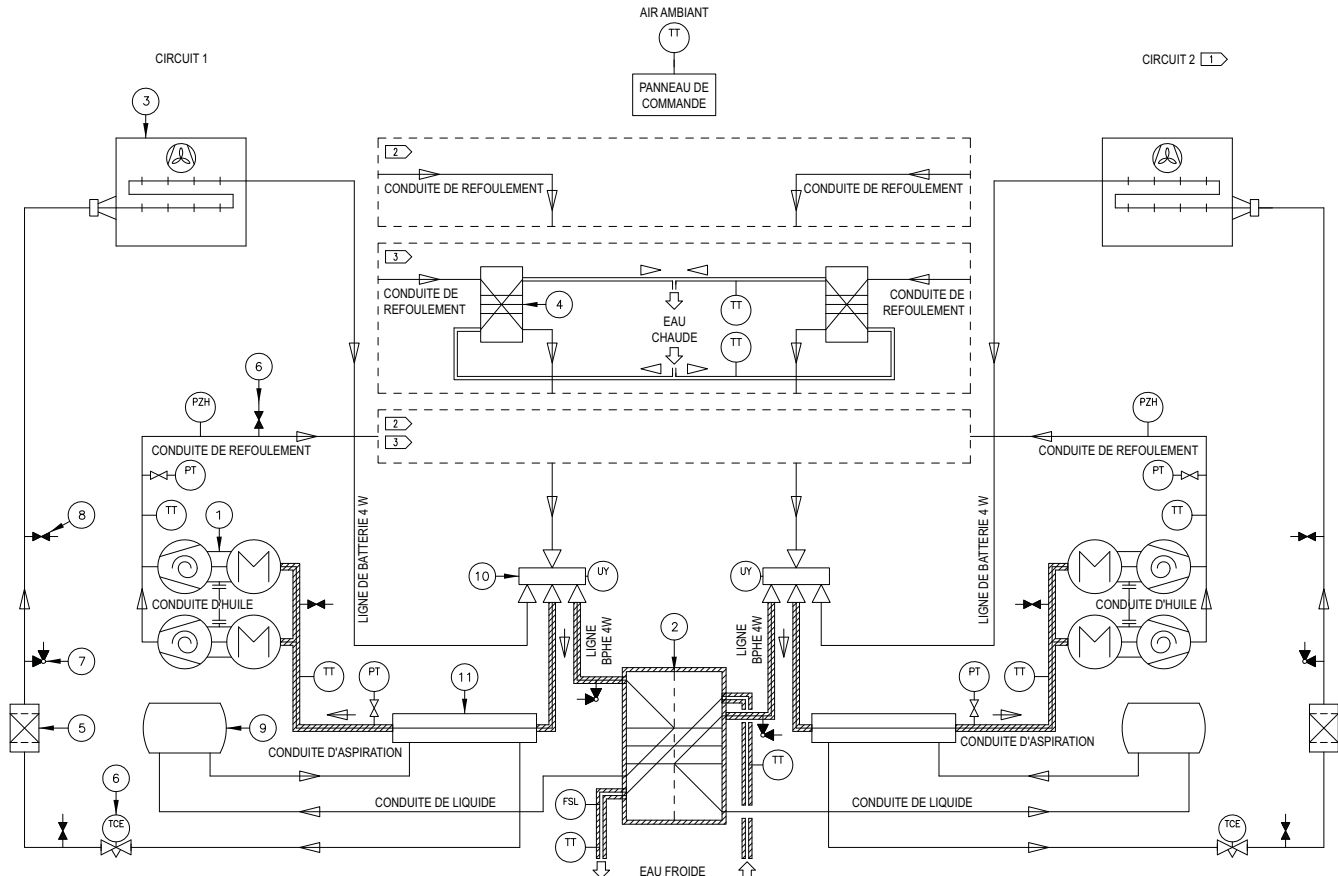 AIR AMBIANT
TT
CIRCUIT 1
CIRCUIT 2 1
PANNEAU DE
COMMANDE
3
2
CONDUITE DE REFOULEMENT
CONDUITE DE REFOULEMENT
3
CONDUITE DE
REFOULEMENT
4
TT
EAU
CHAUDE
TT
CONDUITE DE
REFOULEMENT
6
PZH
CONDUITE DE REFOULEMENT
2
3
PZH
CONDUITE DE REFOULEMENT
PT
PT
TT
TT
8
1
LIGNE DE BATTERIE 4 W
LIGNE DE BATTERIE 4 W
10
UY
UY
CONDUITE D'HUILE
CONDUITE D'HUILE
LIGNE
BPHE 4W
2
LIGNE
BPHE 4W
7
TT
PT
11
PT
TT
5
9
CONDUITE D'ASPIRATION
CONDUITE D'ASPIRATION
TT
6
CONDUITE DE LIQUIDE
FSL
CONDUITE DE LIQUIDE
TCE
TT
TCE
EAU FROIDE